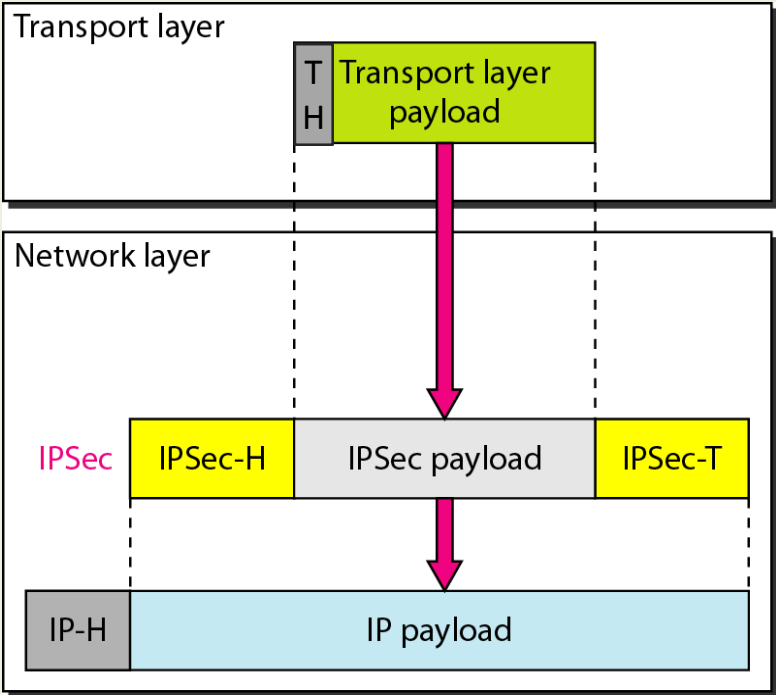 Transport layer
T
H
Transport layer
payload
Network layer
IPSec
IPSec-H
IPSec payload
IPSec-T
IP-H
IP payload